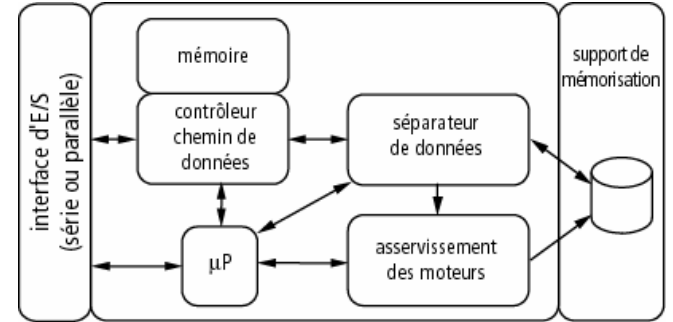 interface d'E/S
(série ou parallèle)
mémoire
contrôleur
chemin de
données
µP
séparateur
de données
asservissement
des moteurs
support de
mémorisation